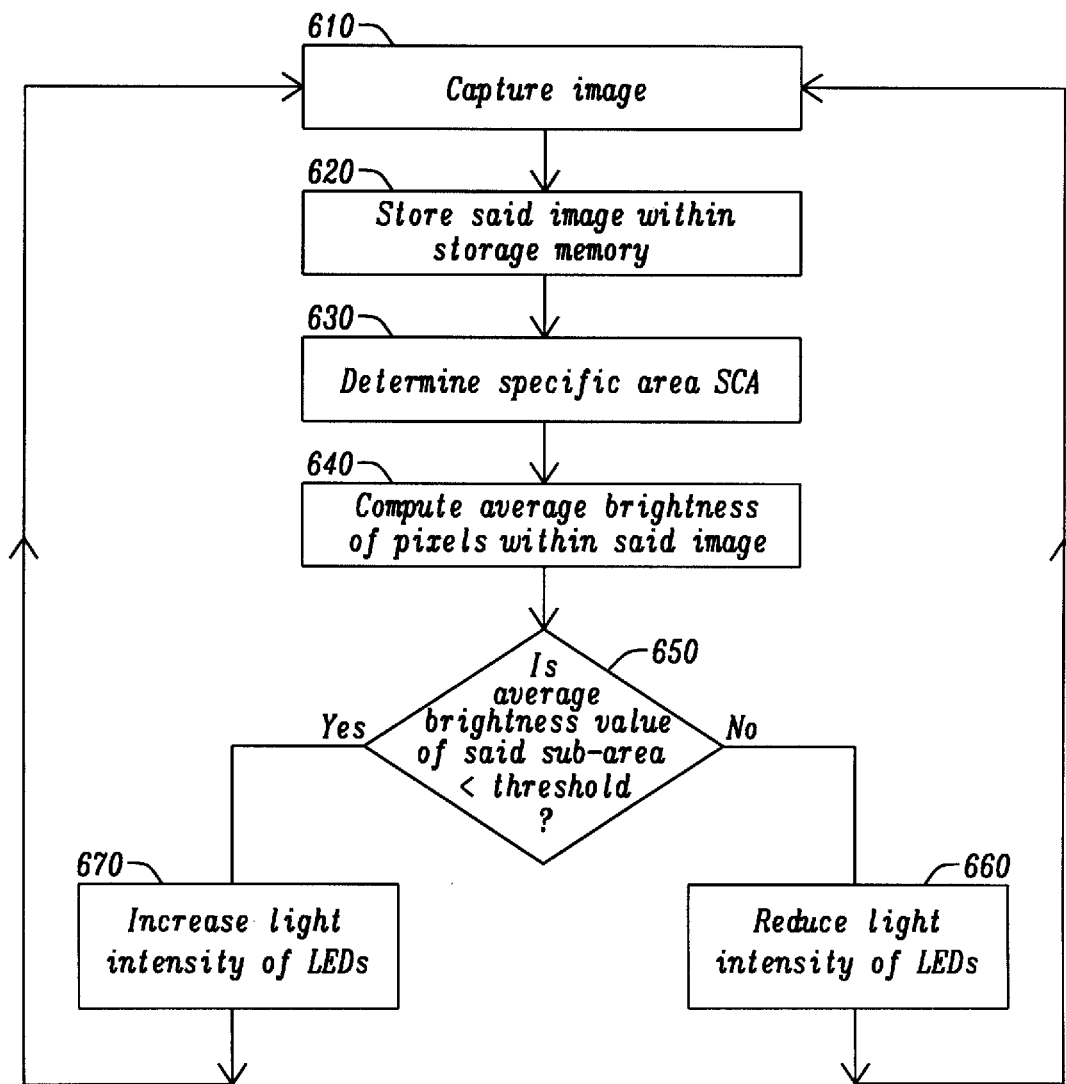 610
Capture image
620
Store said image within
storage memory
630
Determine specific area SCA
640
Compute average brightness
of pixels within said image
650
Is
average
brightness value
of said sub-area
< threshold
?
Yes
No
670
Increase light
intensity of LEDs
660
Reduce light
intensity of LEDs